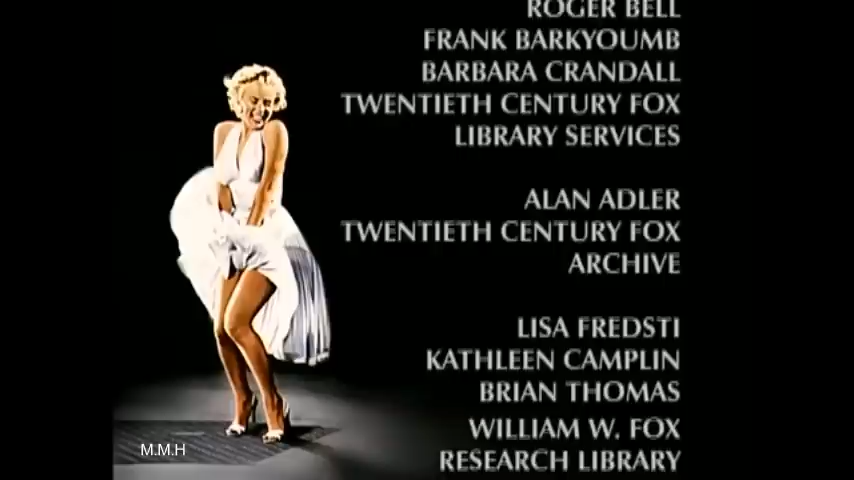 ROGER BELL
FRANK BARKYOUMB
BARBARA CRANDALL
TWENTIETH CENTURY FOX
LIBRARY SERVICES
ALAN ADLER
TWENTIETH CENTURY FOX
ARCHIVE
LISA FREDSTI
KATHLEEN CAMPLIN
BRIAN THOMAS
WILLIAM W. FOX
RESEARCH LIBRARY
M.M.H